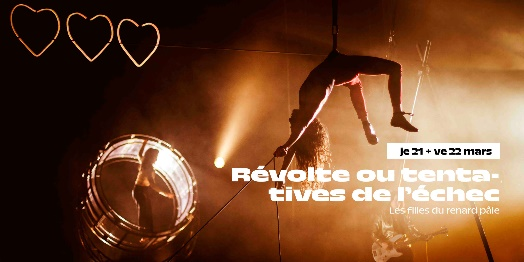 je 21 + ve 22 mars
Révolte ou tenta-
tives de l'échec
Les filles du renard pâle